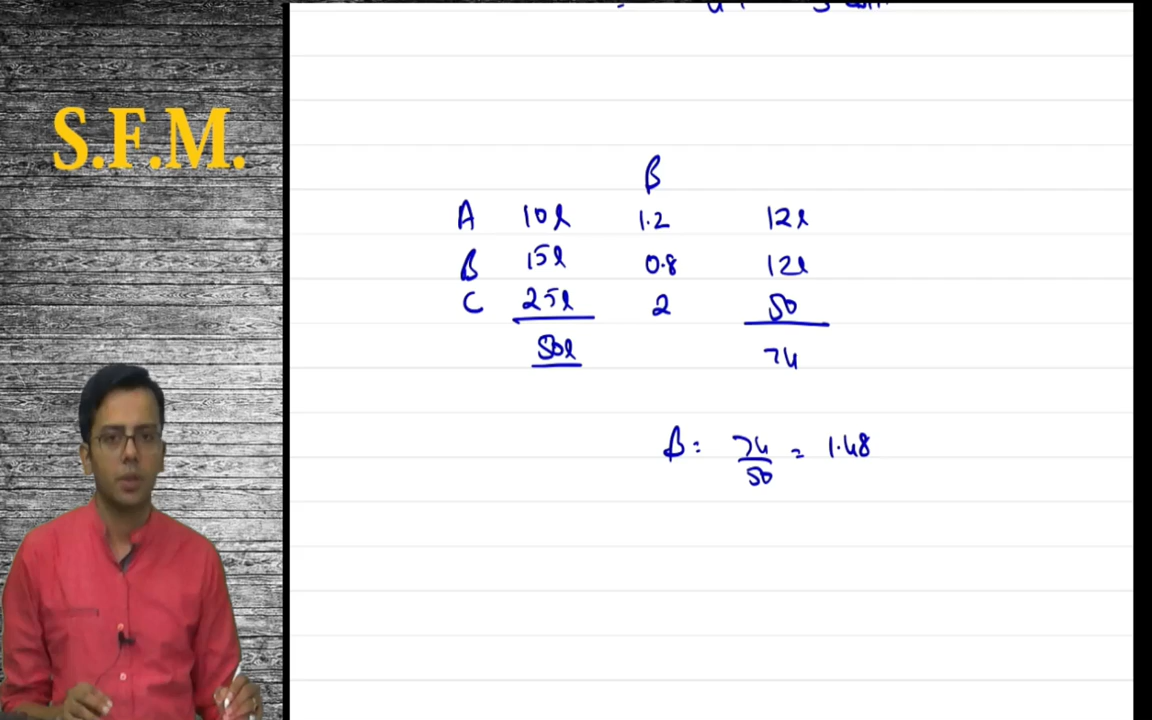 S.F.M.
β
A 10l 1.2 12l
B 15l 0.8 12l
C 25l 2 50
50l 74
β = 74/50 = 1.48